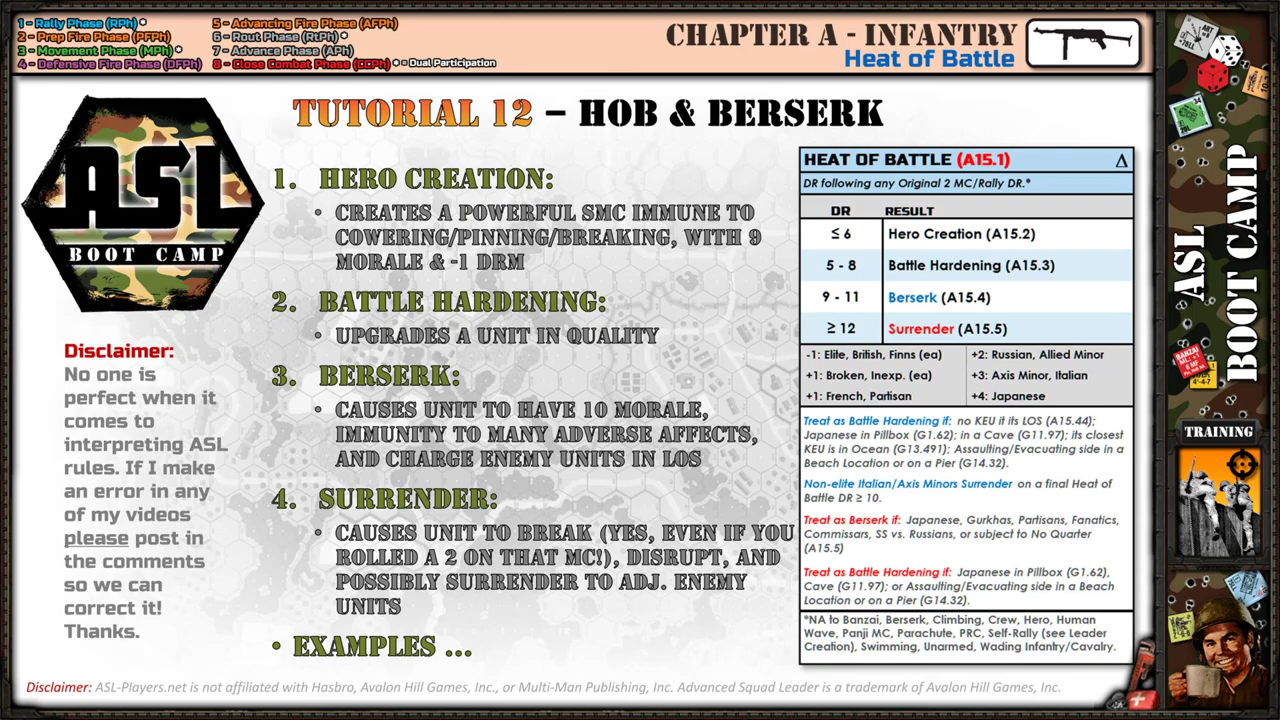 1 - Rally Phase (RPh) *
2 - Prep Fire Phase (PFPh)
3 - Movement Phase (MPh) *
4 - Defensive Fire Phase (DFPh)
5 - Advancing Fire Phase (AFPh)
6 - Rout Phase (RtPh) *
7 - Advance Phase (APh)
8 - Close Combat Phase (CCPh) * = Dual Participation
CHAPTER A - INFANTRY
Heat of Battle
TUTORIAL 12 – HOB & BERSERK
ASL
BOOT CAMP
Disclaimer:
No one is
perfect when it
comes to
interpreting ASL
rules. If I make
an error in any
of my videos
please post in
the comments
so we can
correct it!
Thanks.
1. HERO CREATION:
• CREATES A POWERFUL SMC IMMUNE TO
COWERING/PINNING/BREAKING, WITH 9
MORALE & -1 DRM
2. BATTLE HARDENING:
• UPGRADES A UNIT IN QUALITY
3. BERSERK:
• CAUSES UNIT TO HAVE 10 MORALE,
IMMUNITY TO MANY ADVERSE AFFECTS,
AND CHARGE ENEMY UNITS IN LOS
4. SURRENDER:
• CAUSES UNIT TO BREAK (YES, EVEN IF YOU
ROLLED A 2 ON THAT MC!), DISRUPT, AND
POSSIBLY SURRENDER TO ADJ. ENEMY
UNITS
• EXAMPLES ...
HEAT OF BATTLE (A15.1) Δ
DR following any Original 2 MC/Rally DR.*
DR RESULT
≤ 6 Hero Creation (A15.2)
5 - 8 Battle Hardening (A15.3)
9 - 11 Berserk (A15.4)
≥ 12 Surrender (A15.5)
-1: Elite, British, Finns (ea) +2: Russian, Allied Minor
+1: Broken, Inexp. (ea) +3: Axis Minor, Italian
+1: French, Partisan +4: Japanese
Treat as Battle Hardening if: no KEU it its LOS (A15.44);
Japanese in Pillbox (G1.62); in a Cave (G11.97); its closest
KEU is in Ocean (G13.491); Assaulting/Evacuating side in a
Beach Location or on a Pier (G14.32).
Non-elite Italian/Axis Minors Surrender on a final Heat of
Battle DR ≥ 10.
Treat as Berserk if: Japanese, Gurkhas, Partisans, Fanatics,
Commissars, SS vs. Russians, or subject to No Quarter
(A15.5)
Treat as Battle Hardening if: Japanese in Pillbox (G1.62),
Cave (G11.97); or Assaulting/Evacuating side in a Beach
Location or on a Pier (G14.32).
*NA to Banzai, Berserk, Climbing, Crew, Hero, Human
Wave, Panji MC, Parachute, PRC, Self-Rally (see Leader
Creation), Swimming, Unarmed, Wading Infantry/Cavalry.
ASL
BOOT CAMP
BANZAI
4-4-7
TRAINING
Disclaimer: ASL-Players.net is not affiliated with Hasbro, Avalon Hill Games, Inc., or Multi-Man Publishing, Inc. Advanced Squad Leader is a trademark of Avalon Hill Games, Inc.